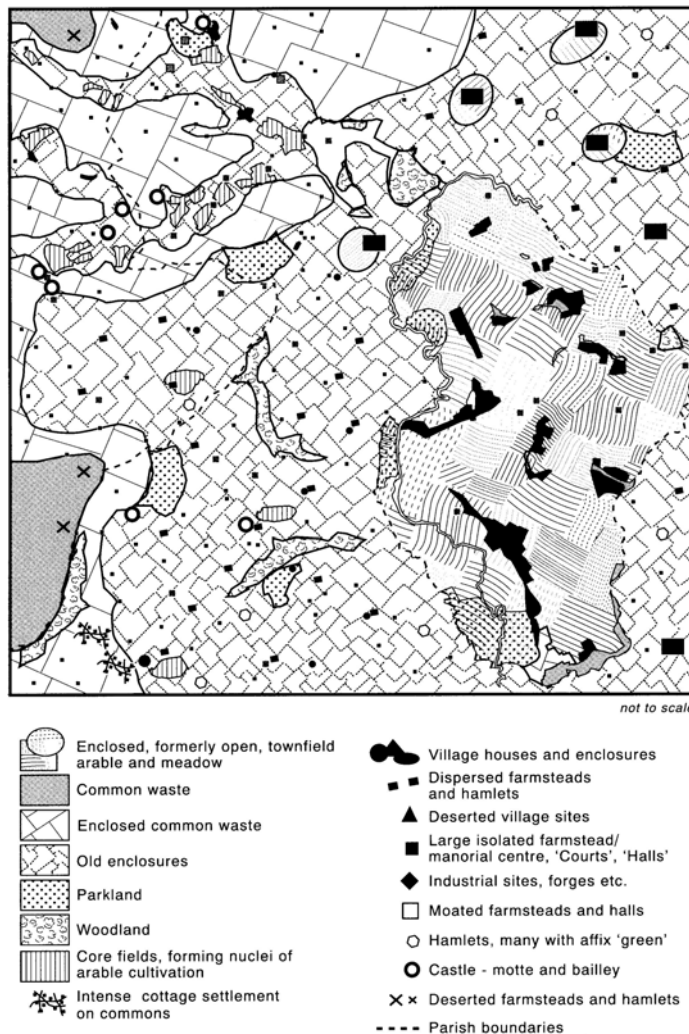 not to scale
Enclosed, formerly open, townfield
arable and meadow
Common waste
Enclosed common waste
Old enclosures
Parkland
Woodland
Core fields, forming nuclei of
arable cultivation
Intense cottage settlement
on commons
Village houses and enclosures
Dispersed farmsteads
and hamlets
Deserted village sites
Large isolated farmstead/
manorial centre, 'Courts', 'Halls'
Industrial sites, forges etc.
Moated farmsteads and halls
Hamlets, many with affix 'green'
Castle - motte and bailley
Deserted farmsteads and hamlets
Parish boundaries